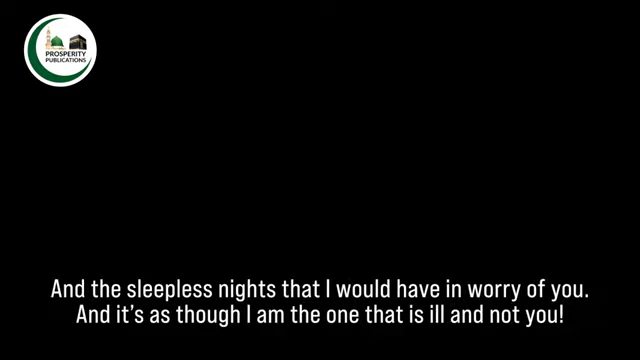 PROSPERITY
PUBLICATIONS
And the sleepless nights that I would have in worry of you.
And it's as though I am the one that is ill and not you!